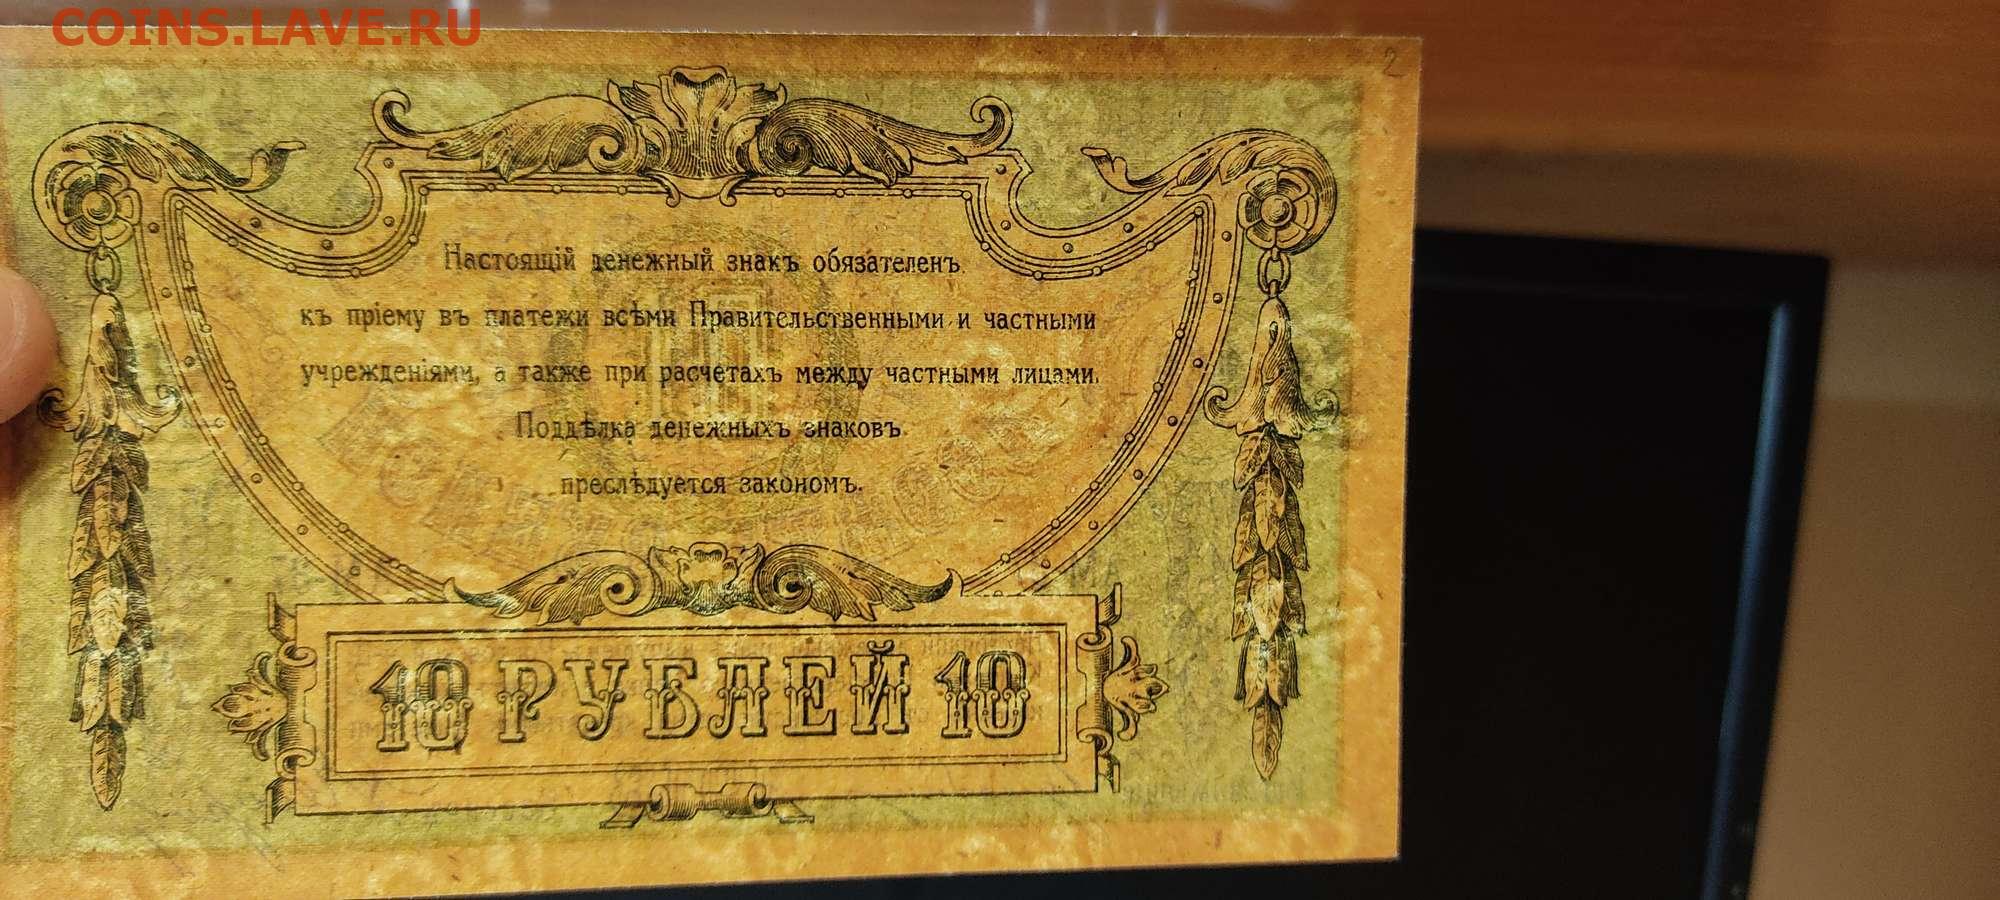 COINS.LAVE.RU
2
Настоящій денежный знакъ обязателенъ
къ пріему въ платежи всѣми Правительственными и частными
учрежденіями, а также при расчетахъ между частными лицами.
Поддѣлка денежныхъ знаковъ
преслѣдуется закономъ.
10 РУБЛЕЙ 10